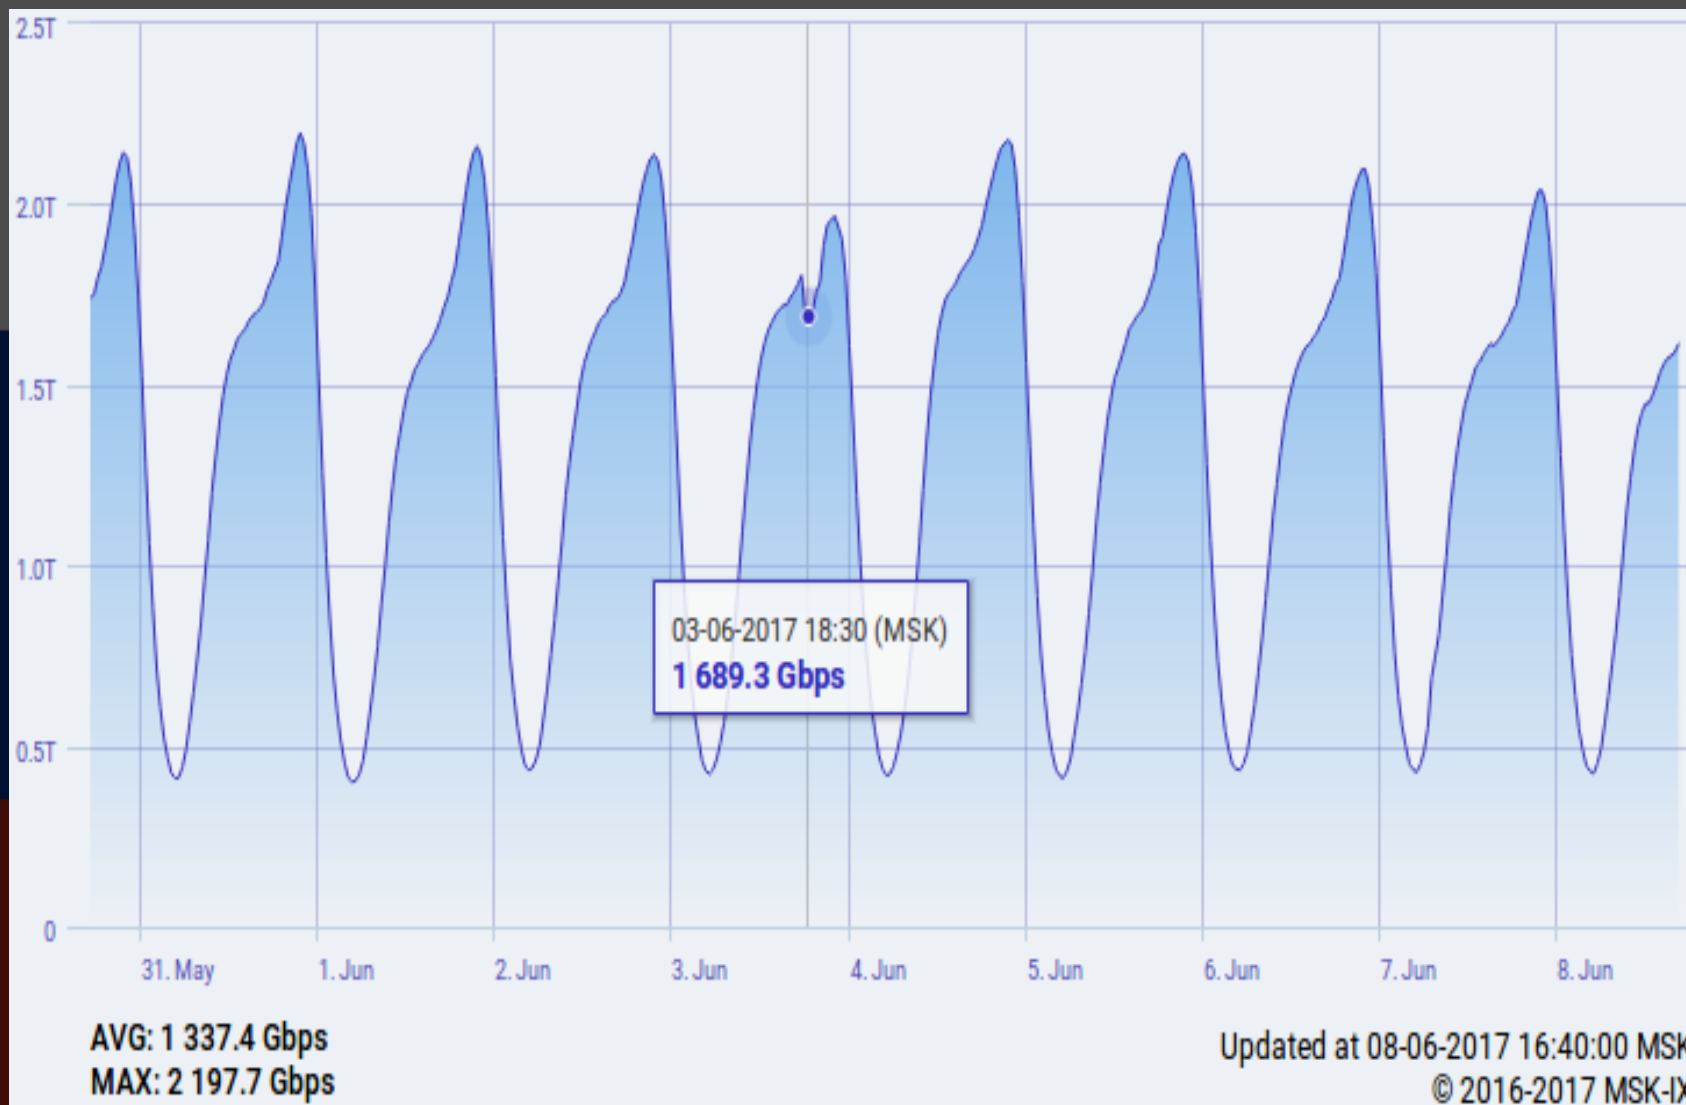 2.5T
2.0T
1.5T
1.0T
0.5T
0
03-06-2017 18:30 (MSK)
1 689.3 Gbps
31. May
1. Jun
2. Jun
3. Jun
4. Jun
5. Jun
6. Jun
7. Jun
8. Jun
AVG: 1 337.4 Gbps
MAX: 2 197.7 Gbps
Updated at 08-06-2017 16:40:00 MSK
© 2016-2017 MSK-IX